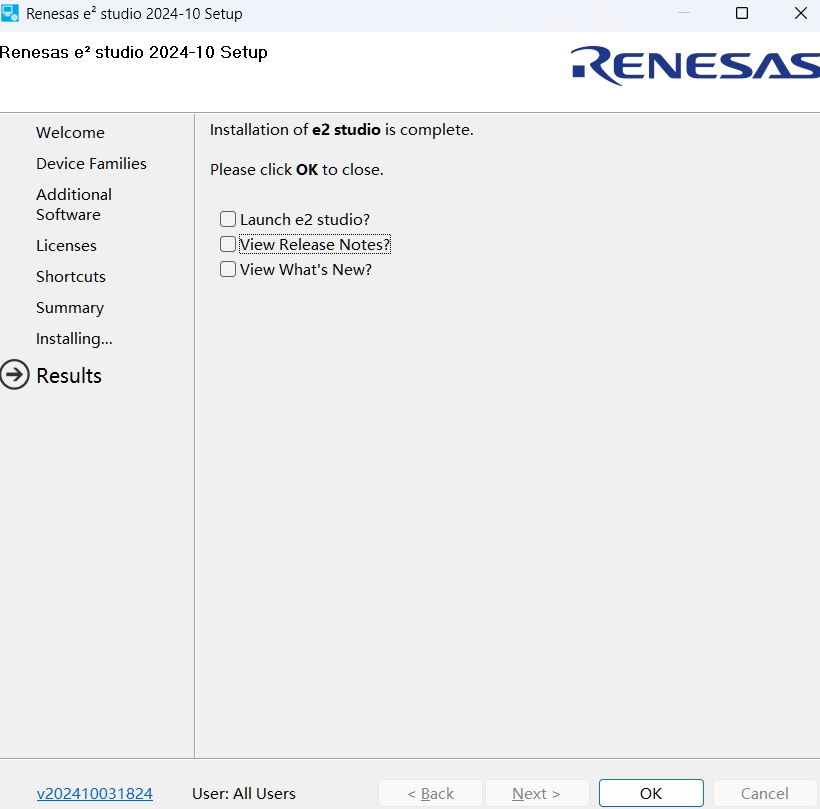 Renesas e² studio 2024-10 Setup
Renesas e² studio 2024-10 Setup
RENESAS
Welcome
Device Families
Additional
Software
Licenses
Shortcuts
Summary
Installing...
Results
Installation of e2 studio is complete.
Please click OK to close.
Launch e2 studio?
View Release Notes?
View What's New?
v202410031824
User: All Users
< Back
Next >
OK
Cancel